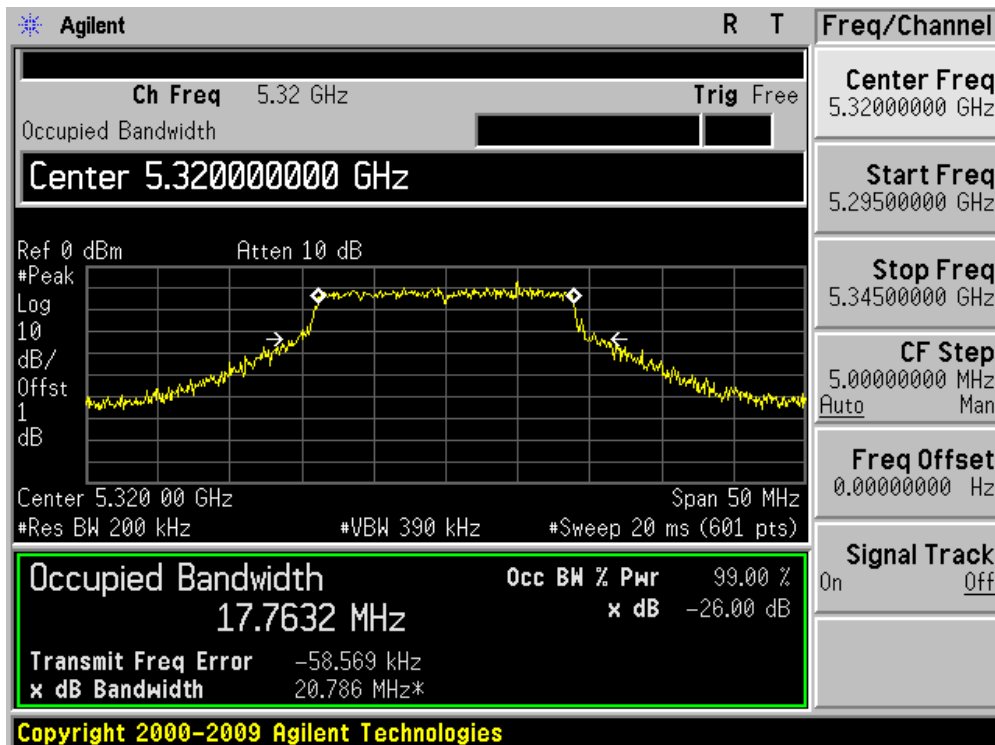 Agilent R T
Ch Freq 5.32 GHz Trig Free
Occupied Bandwidth
Center 5.320000000 GHz
Ref 0 dBm Atten 10 dB
#Peak
Log
10
dB/
Offst
1
dB
Center 5.320 00 GHz Span 50 MHz
#Res BW 200 kHz #VBW 390 kHz #Sweep 20 ms (601 pts)
Occupied Bandwidth
17.7632 MHz
Occ BW % Pwr 99.00 %
x dB -26.00 dB
Transmit Freq Error -58.569 kHz
x dB Bandwidth 20.786 MHz*
Copyright 2000-2009 Agilent Technologies
Freq/Channel
Center Freq
5.32000000 GHz
Start Freq
5.29500000 GHz
Stop Freq
5.34500000 GHz
CF Step
5.00000000 MHz
Auto Man
Freq Offset
0.00000000 Hz
Signal Track
On Off